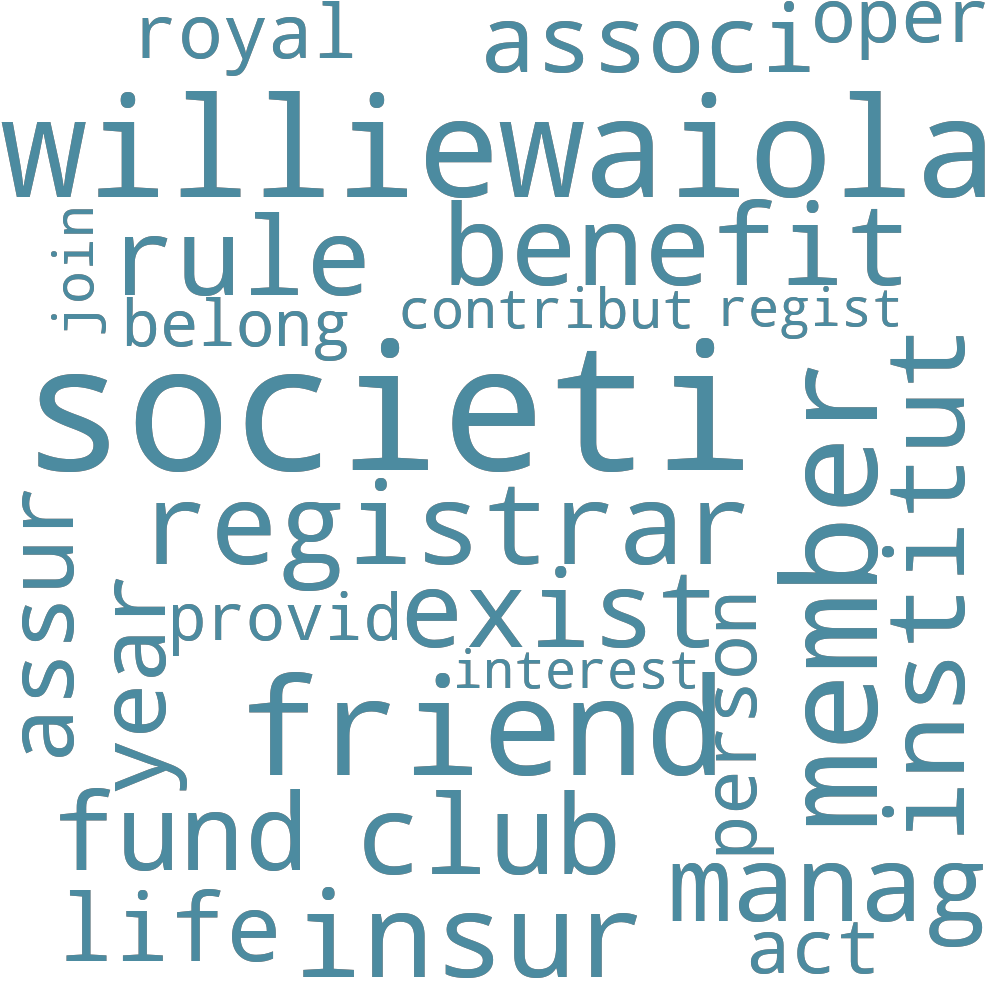 royal
associ
oper
williewaiola
join
rule
benefit
belong
contribut
regist
societi
member
institut
registrar
assur
year
provid
exist
person
interest
friend
fund
club
manag
life
insur
act